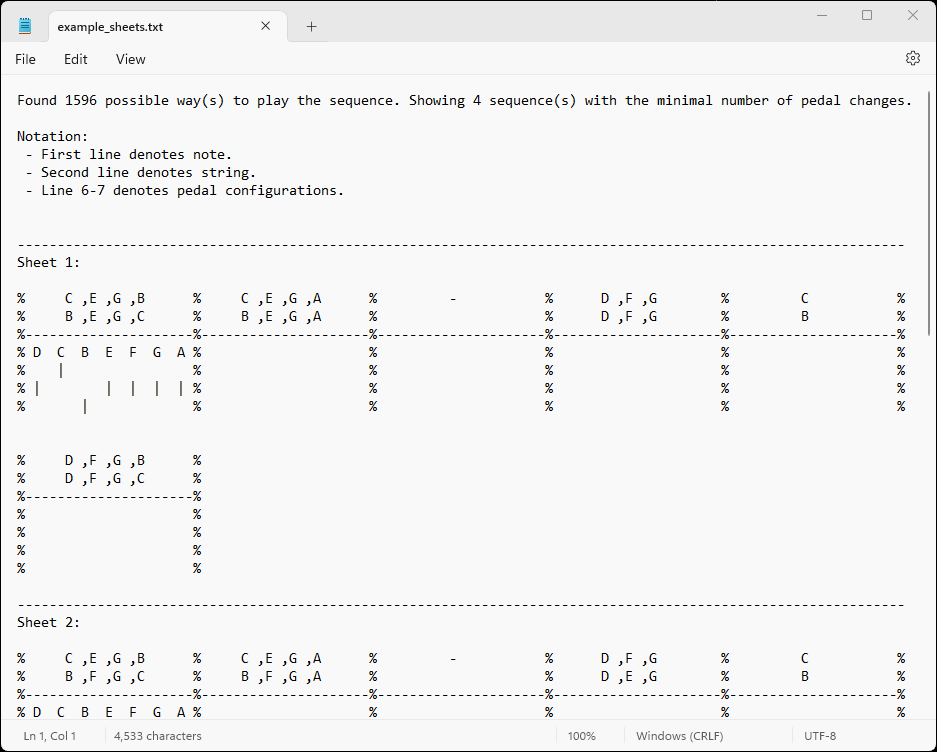 example_sheets.txt
File Edit View
Found 1596 possible way(s) to play the sequence. Showing 4 sequence(s) with the minimal number of pedal changes.
Notation:
 - First line denotes note.
 - Second line denotes string.
 - Line 6-7 denotes pedal configurations.
---------------------------------------------------------------------------------------------------------------
Sheet 1:
%     C ,E ,G ,B      %     C ,E ,G ,A      %         -           %      D ,F ,G        %         C           %
%     B ,E ,G ,C      %     B ,E ,G ,A      %                     %      D ,F ,G        %         B           %
%---------------------%---------------------%---------------------%---------------------%---------------------%
% D  C  B  E  F  G  A %                     %                     %                     %                     %
%    |                %                     %                     %                     %                     %
% |        |  |  |  | %                     %                     %                     %                     %
%       |             %                     %                     %                     %                     %
%     D ,F ,G ,B      %
%     D ,F ,G ,C      %
%---------------------%
%                     %
%                     %
%                     %
%                     %
---------------------------------------------------------------------------------------------------------------
Sheet 2:
%     C ,E ,G ,B      %     C ,E ,G ,A      %         -           %      D ,F ,G        %         C           %
%     B ,F ,G ,C      %     B ,F ,G ,A      %                     %      D ,E ,G        %         B           %
%---------------------%---------------------%---------------------%---------------------%---------------------%
% D  C  B  E  F  G  A %                     %                     %                     %                     %
Ln 1, Col 1 4,533 characters 100% Windows (CRLF) UTF-8